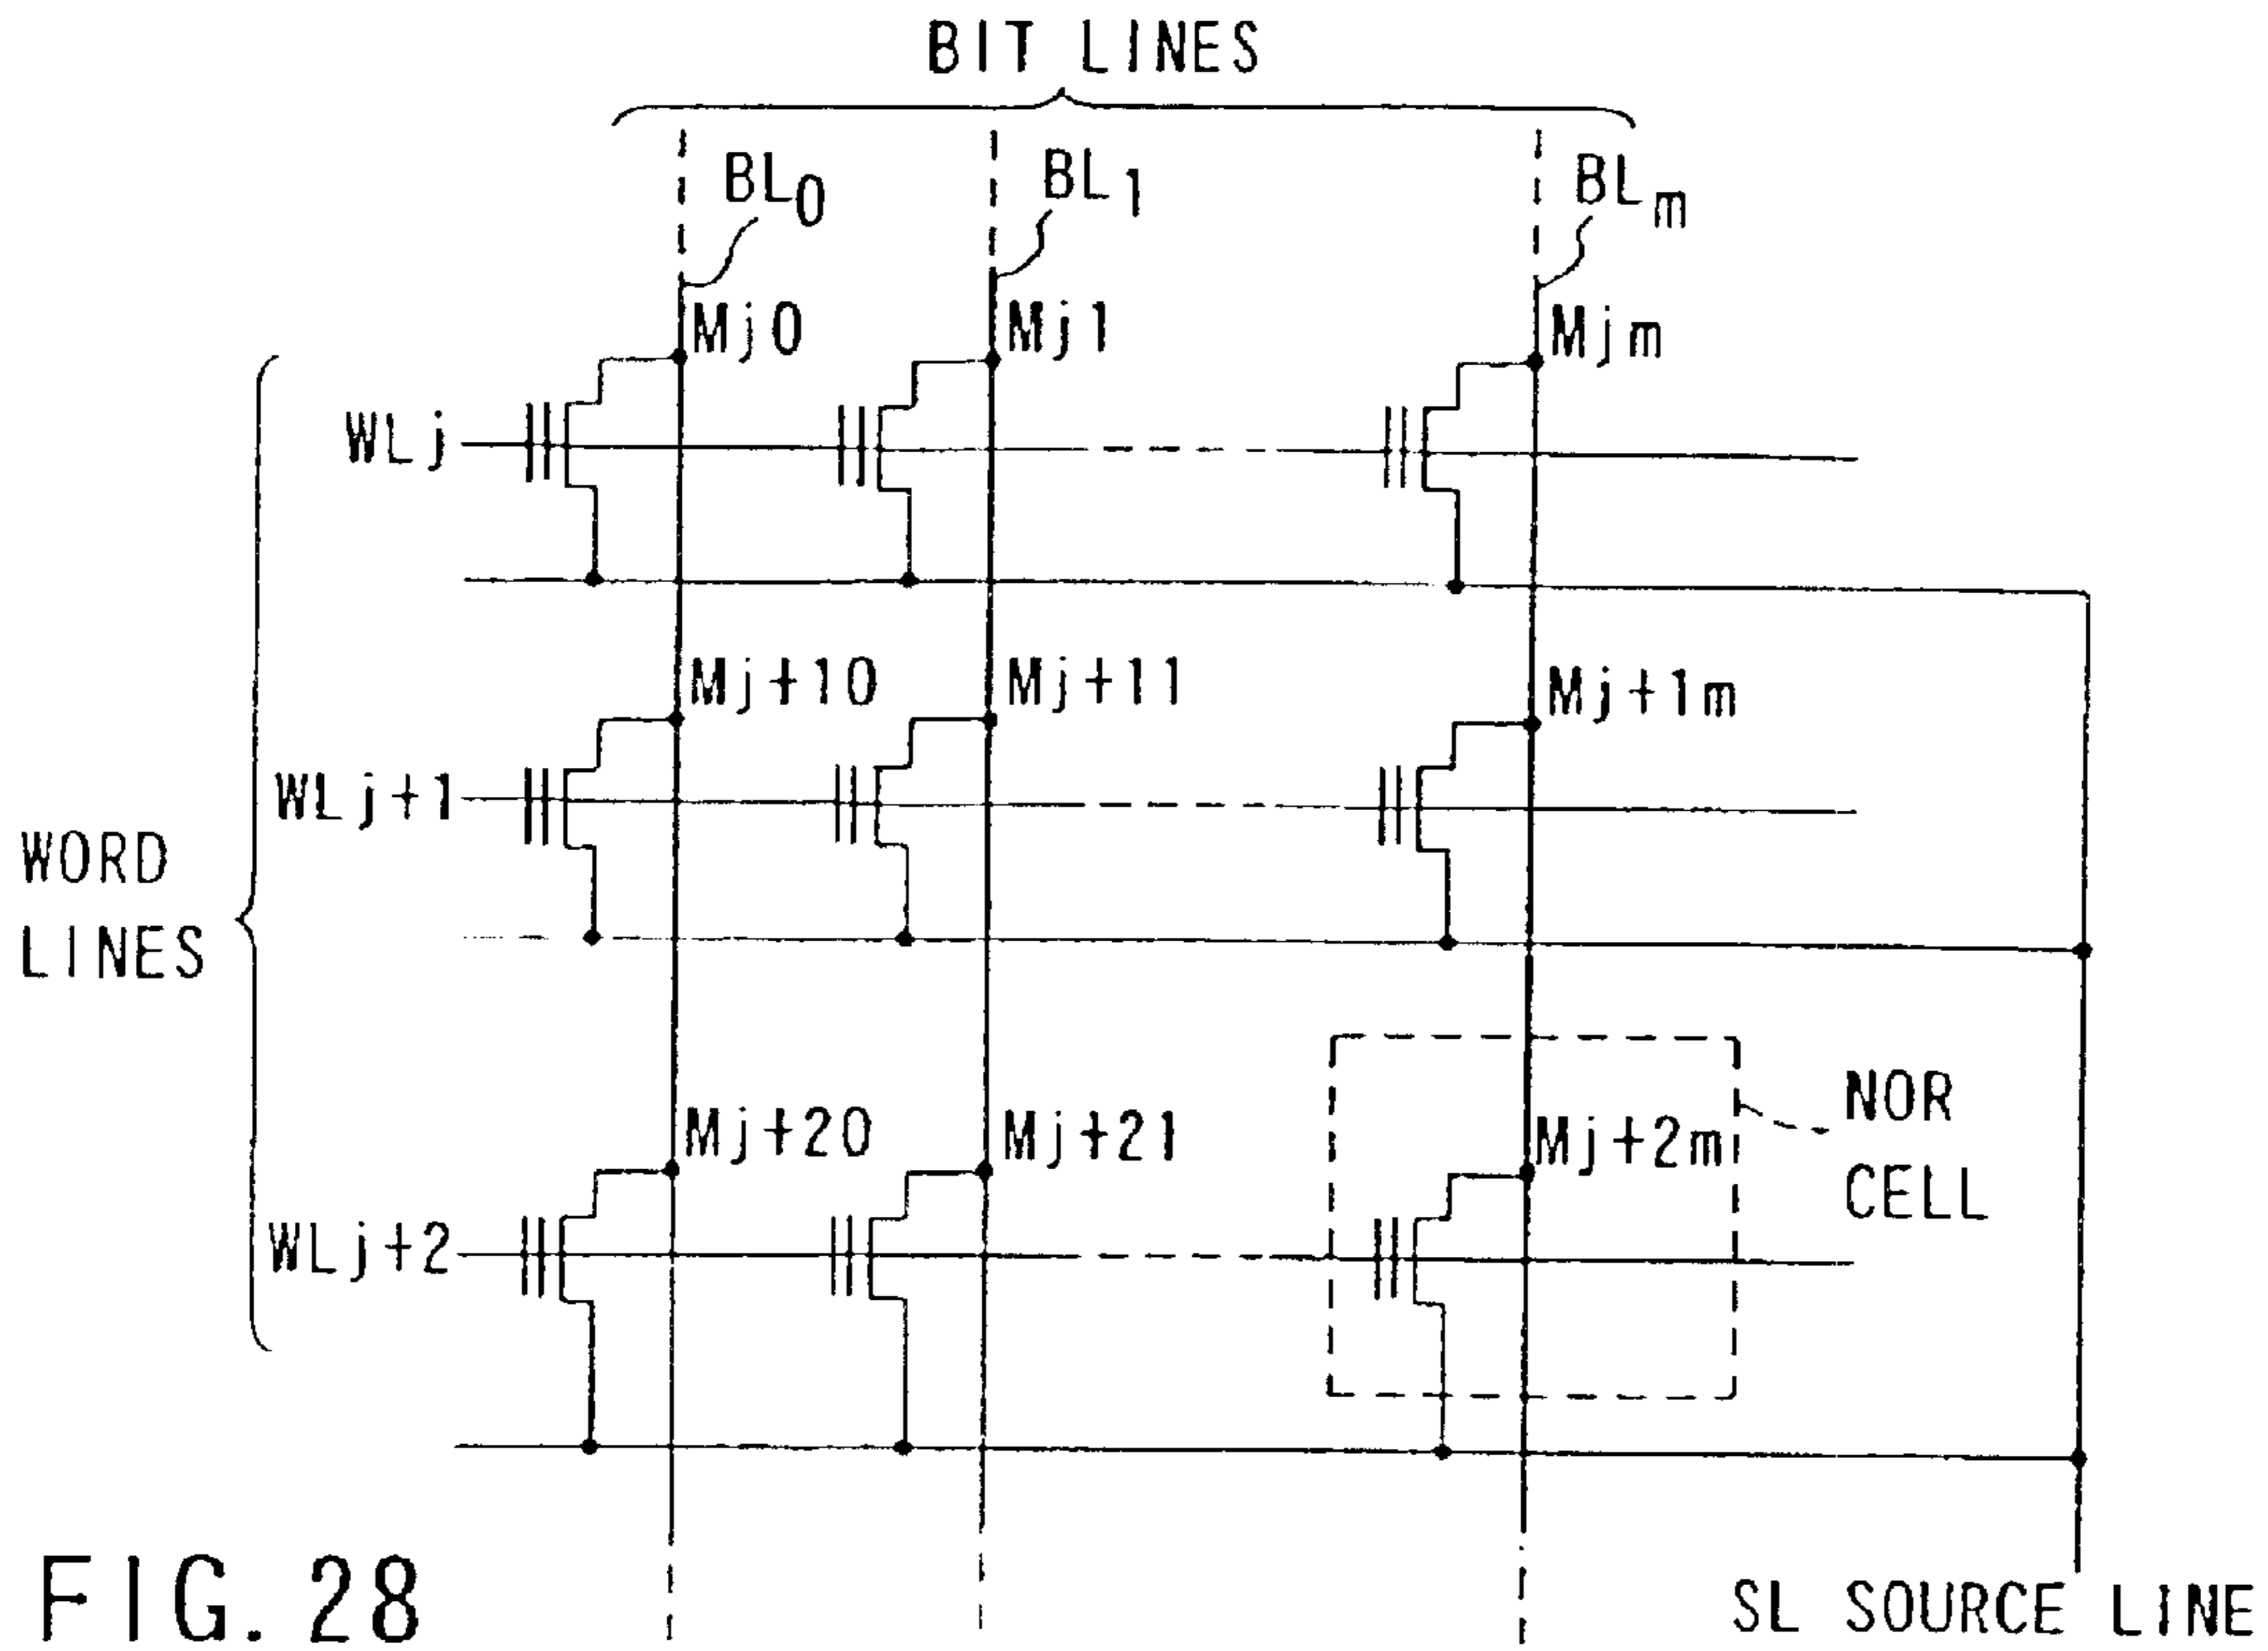 BIT LINES
BL0 BL1 BLm
Mj0 Mj1 Mjm
WLj
Mj+10 Mj+11 Mj+1m
WLj+1
WORD
LINES
Mj+20 Mj+21 Mj+2m
NOR
CELL
WLj+2
FIG. 28
SL SOURCE LINE